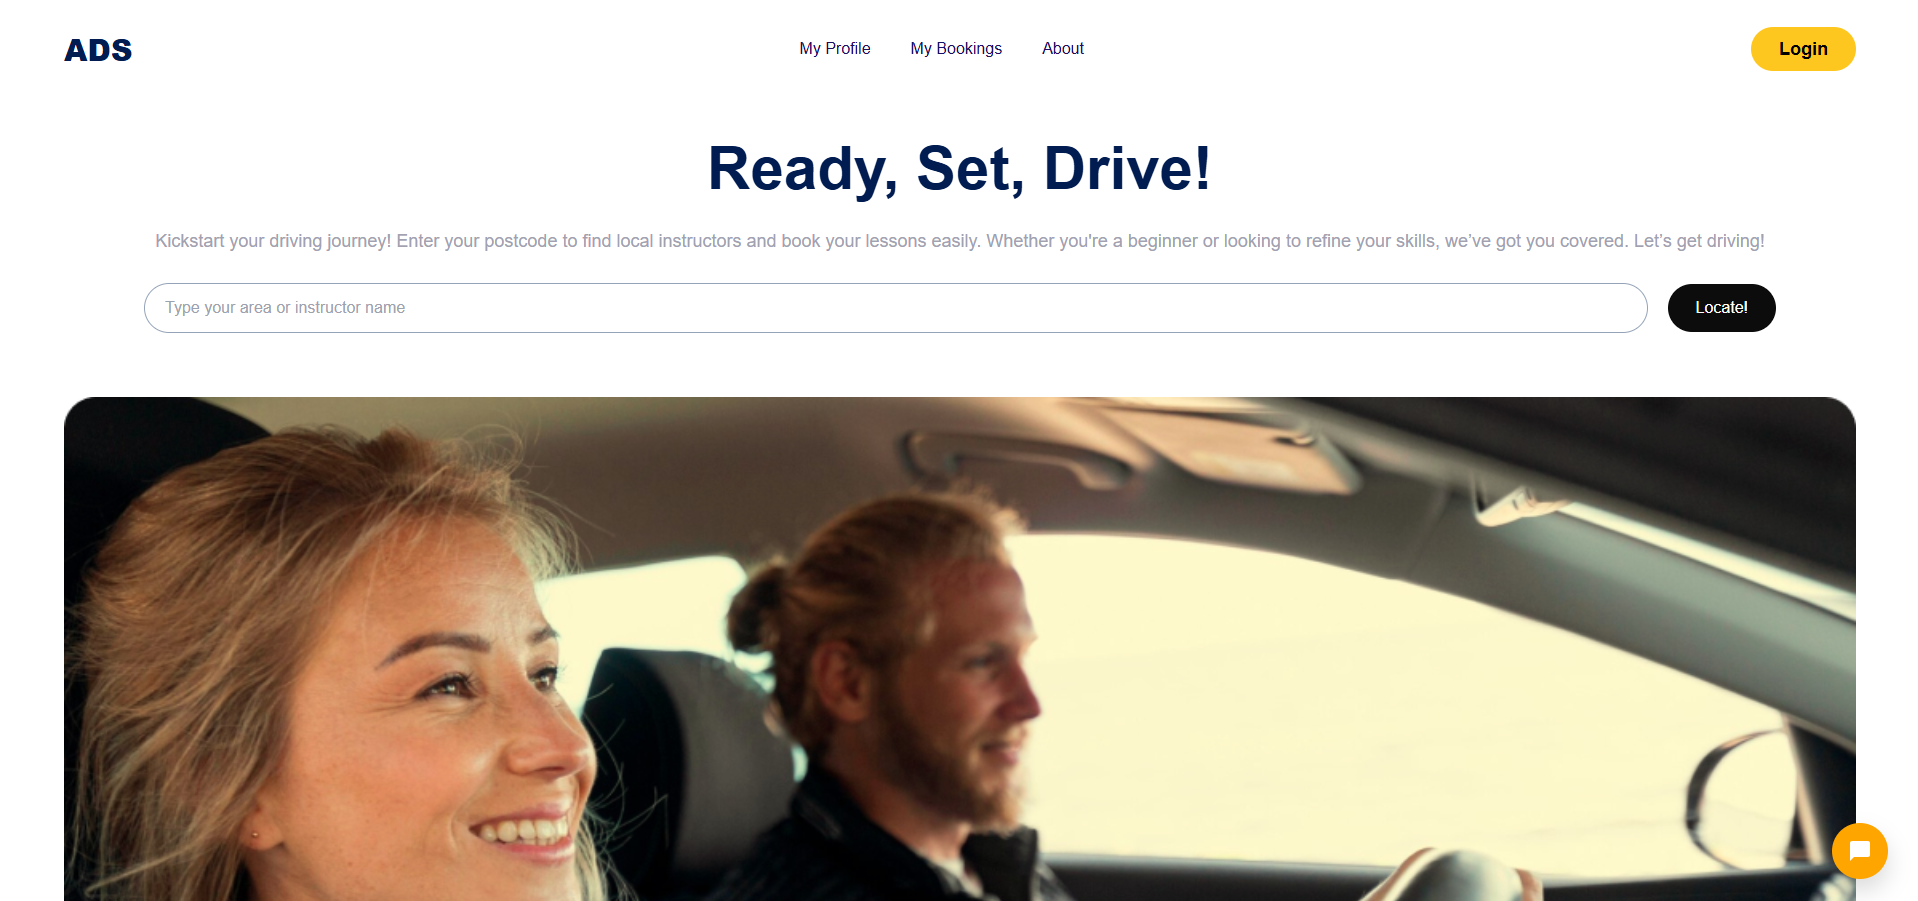 ADS
My Profile
My Bookings
About
Login
Ready, Set, Drive!
Kickstart your driving journey! Enter your postcode to find local instructors and book your lessons easily. Whether you're a beginner or looking to refine your skills, we’ve got you covered. Let’s get driving!
Type your area or instructor name
Locate!